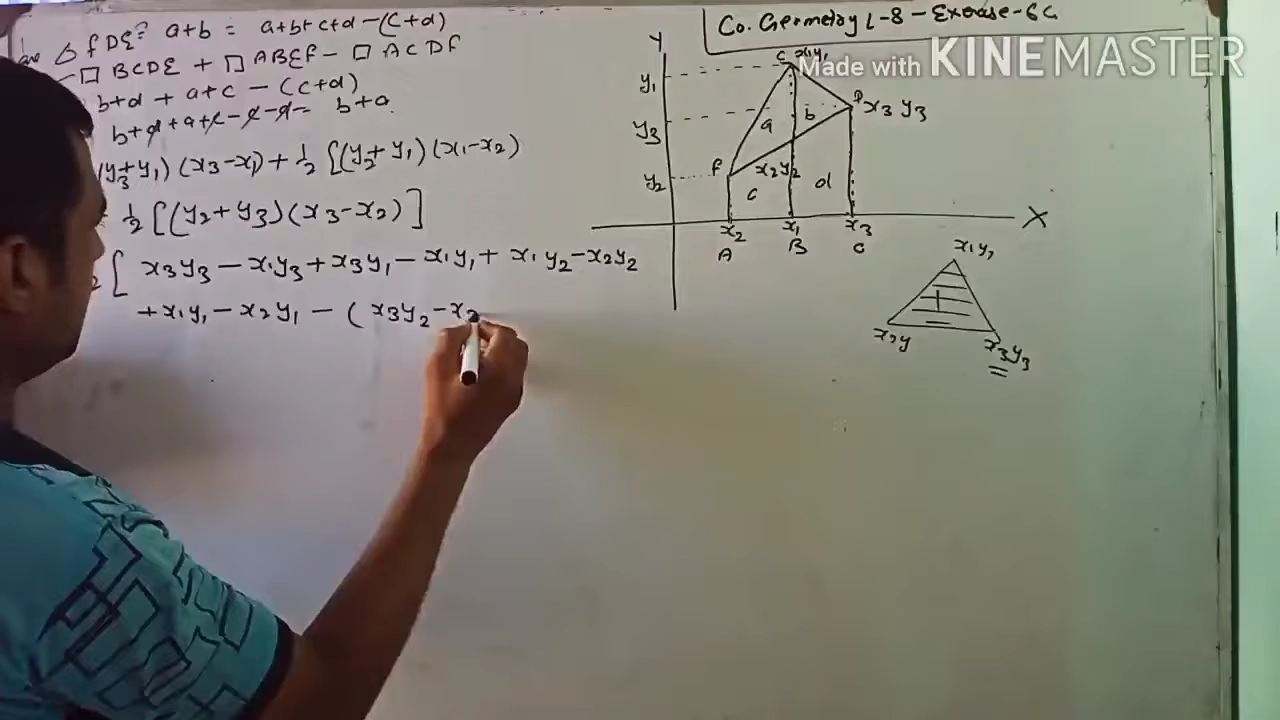 Δ fDE? a+b = a+b+c+d-(c+d)
□ BCDE + □ ABEf - □ ACDf
b+d + a+c - (c+d)
b+d+a+c-c-d= b+a
(y3+y1) (x3-x1) + 1/2 [(y2+y1)(x1-x2)
1/2 [(y2+y3)(x3-x2)]
[ x3y3 - x1y3 + x3y1 - x1y1 + x1y2 - x2y2
+ x1y1 - x2y1 - ( x3y2 - x2
Co. Geometry L-8 - Exercise-6C
Made with KINEMASTER
Y
x1y1
y1
D x3 y3
y3
a b
f x2y2
y2
c d
X
x2 x1 x3
A B C
x1y1
x2y
x3y3